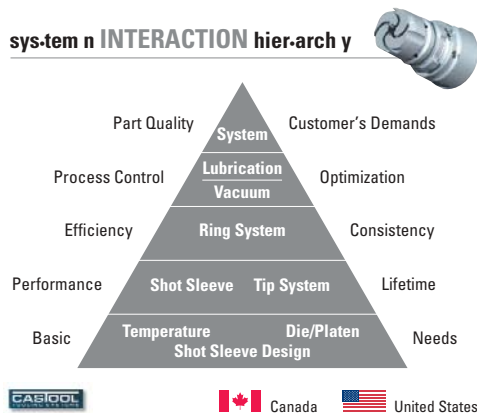 sys·tem n INTERACTION hier·arch y
Part Quality System Customer's Demands
Process Control Lubrication Optimization
Vacuum
Efficiency Ring System Consistency
Performance Shot Sleeve Tip System Lifetime
Basic Temperature Die/Platen Needs
Shot Sleeve Design
CASTOOL
Canada United States